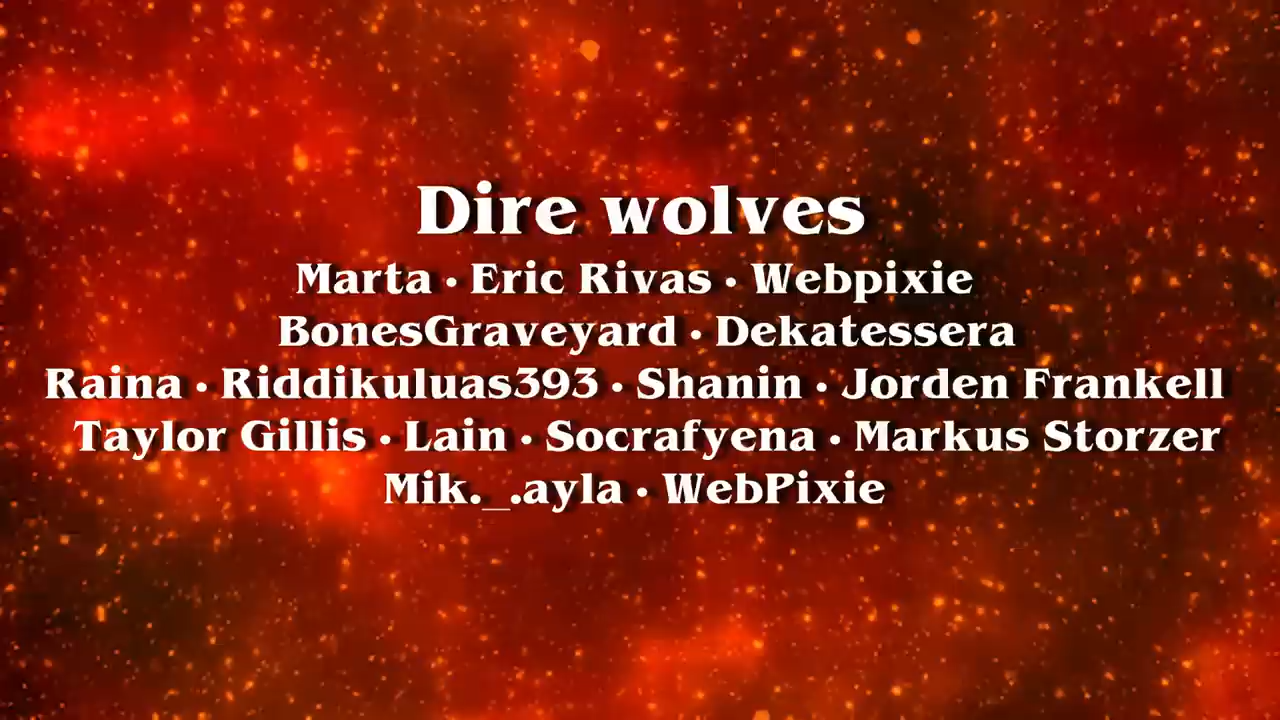 Dire wolves
Marta • Eric Rivas • Webpixie
BonesGraveyard • Dekatessera
Raina • Riddikuluas393 • Shanin • Jorden Frankell
Taylor Gillis • Lain • Socrafyena • Markus Storzer
Mik._.ayla • WebPixie